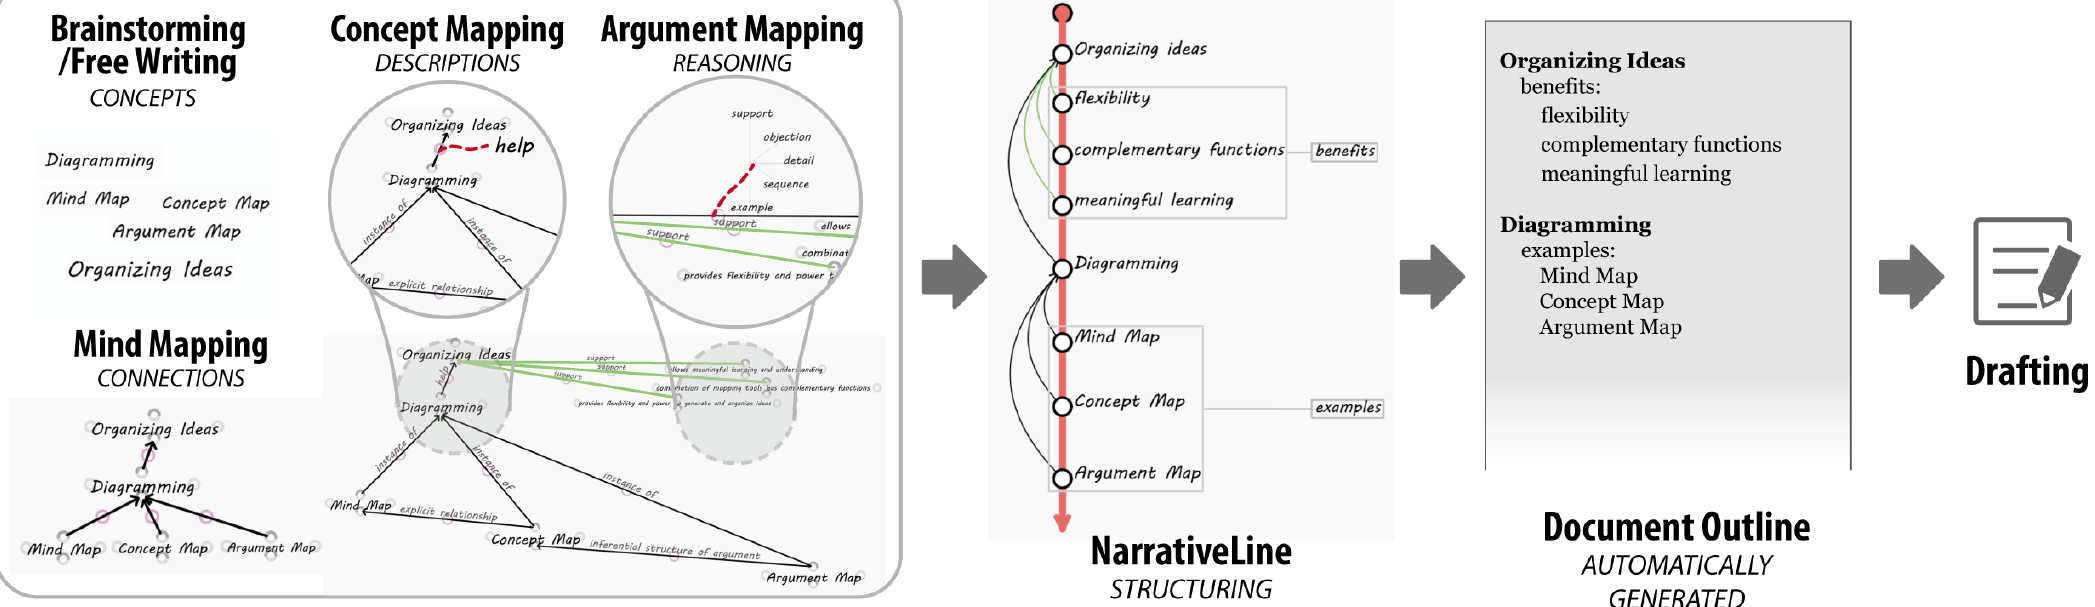 Brainstorming
/Free Writing
CONCEPTS
Diagramming
Mind Map
Concept Map
Argument Map
Organizing Ideas
Mind Mapping
CONNECTIONS
Organizing Ideas
Diagramming
Mind Map
Concept Map
Argument Map
Concept Mapping
DESCRIPTIONS
Organizing Ideas
help
Diagramming
instance of
instance of
Map
explicit relationship
Argument Mapping
REASONING
support
objection
detail
sequence
example
support
support
allows
combinat
provides flexibility and power t
Organizing Ideas
help
Diagramming
support
support
support
allows meaningful learning and understanding
combination of mapping tools has complementary functions
provides flexibility and power to generate and organize ideas
instance of
instance of
instance of
Mind Map
explicit relationship
Concept Map
inferential structure of argument
Argument Map
Organizing ideas
flexibility
complementary functions
benefits
meaningful learning
Diagramming
Mind Map
Concept Map
examples
Argument Map
NarrativeLine
STRUCTURING
Organizing Ideas
benefits:
flexibility
complementary functions
meaningful learning
Diagramming
examples:
Mind Map
Concept Map
Argument Map
Document Outline
AUTOMATICALLY
GENERATED
Drafting